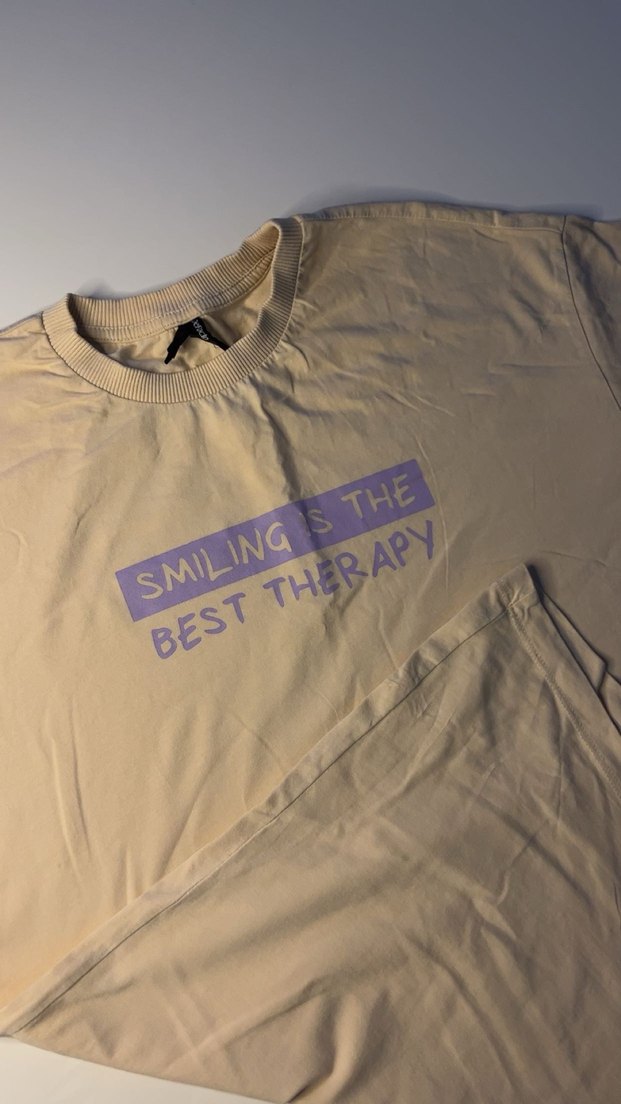 SMILING IS THE
BEST THERAPY